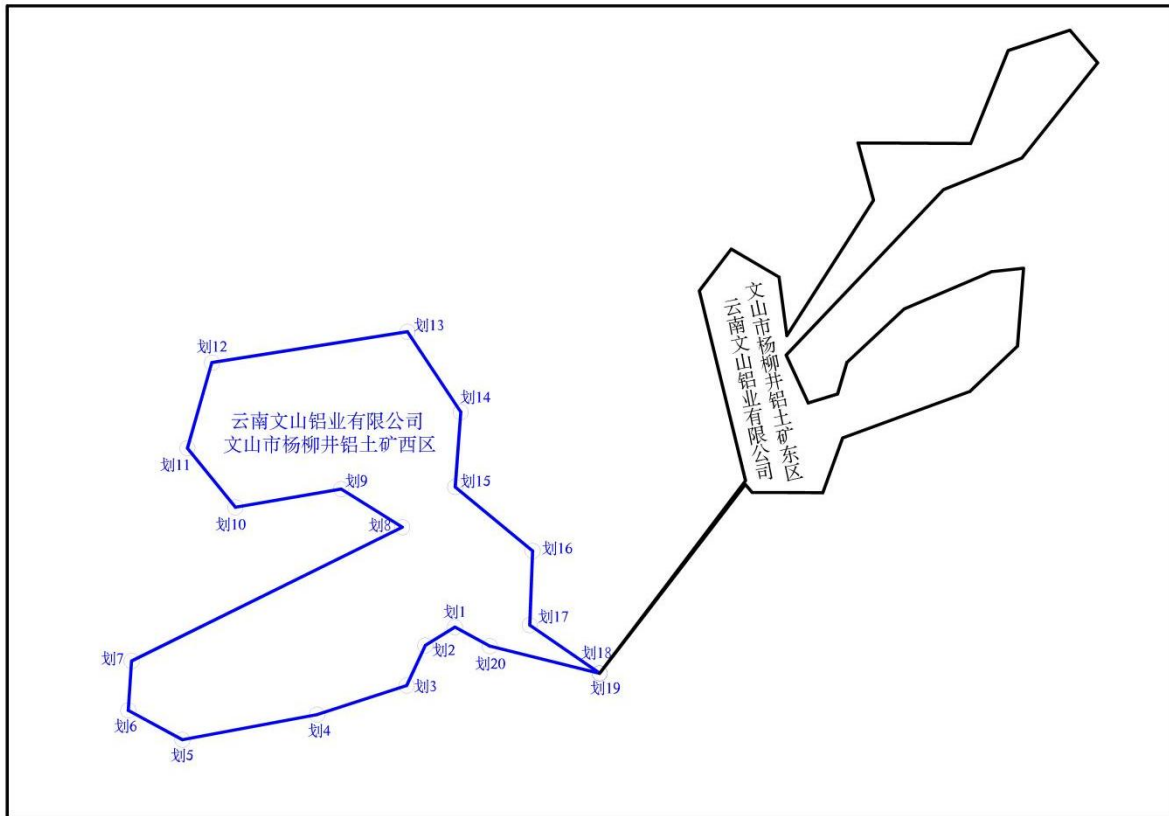 划13
划12
划14
云南文山铝业有限公司
文山市杨柳井铝土矿西区
划11
划15
划9
划10
划8
划16
划1
划17
划2
划20
划7
划18
划19
划3
划6
划4
划5
文山市杨柳井铝土矿东区
云南文山铝业有限公司